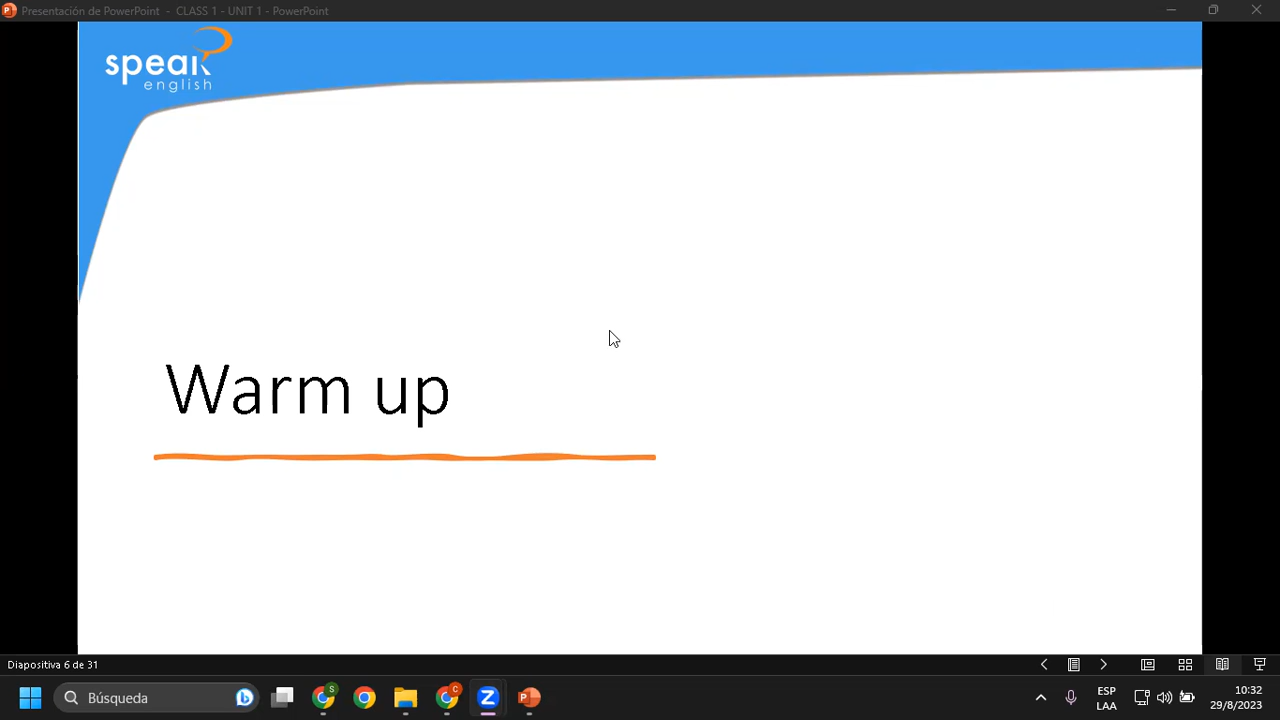 Presentación de PowerPoint - CLASS 1 - UNIT 1 - PowerPoint
speak
english
Warm up
Diapositiva 6 de 31
Búsqueda
S
C
ESP
LAA
10:32
29/8/2023